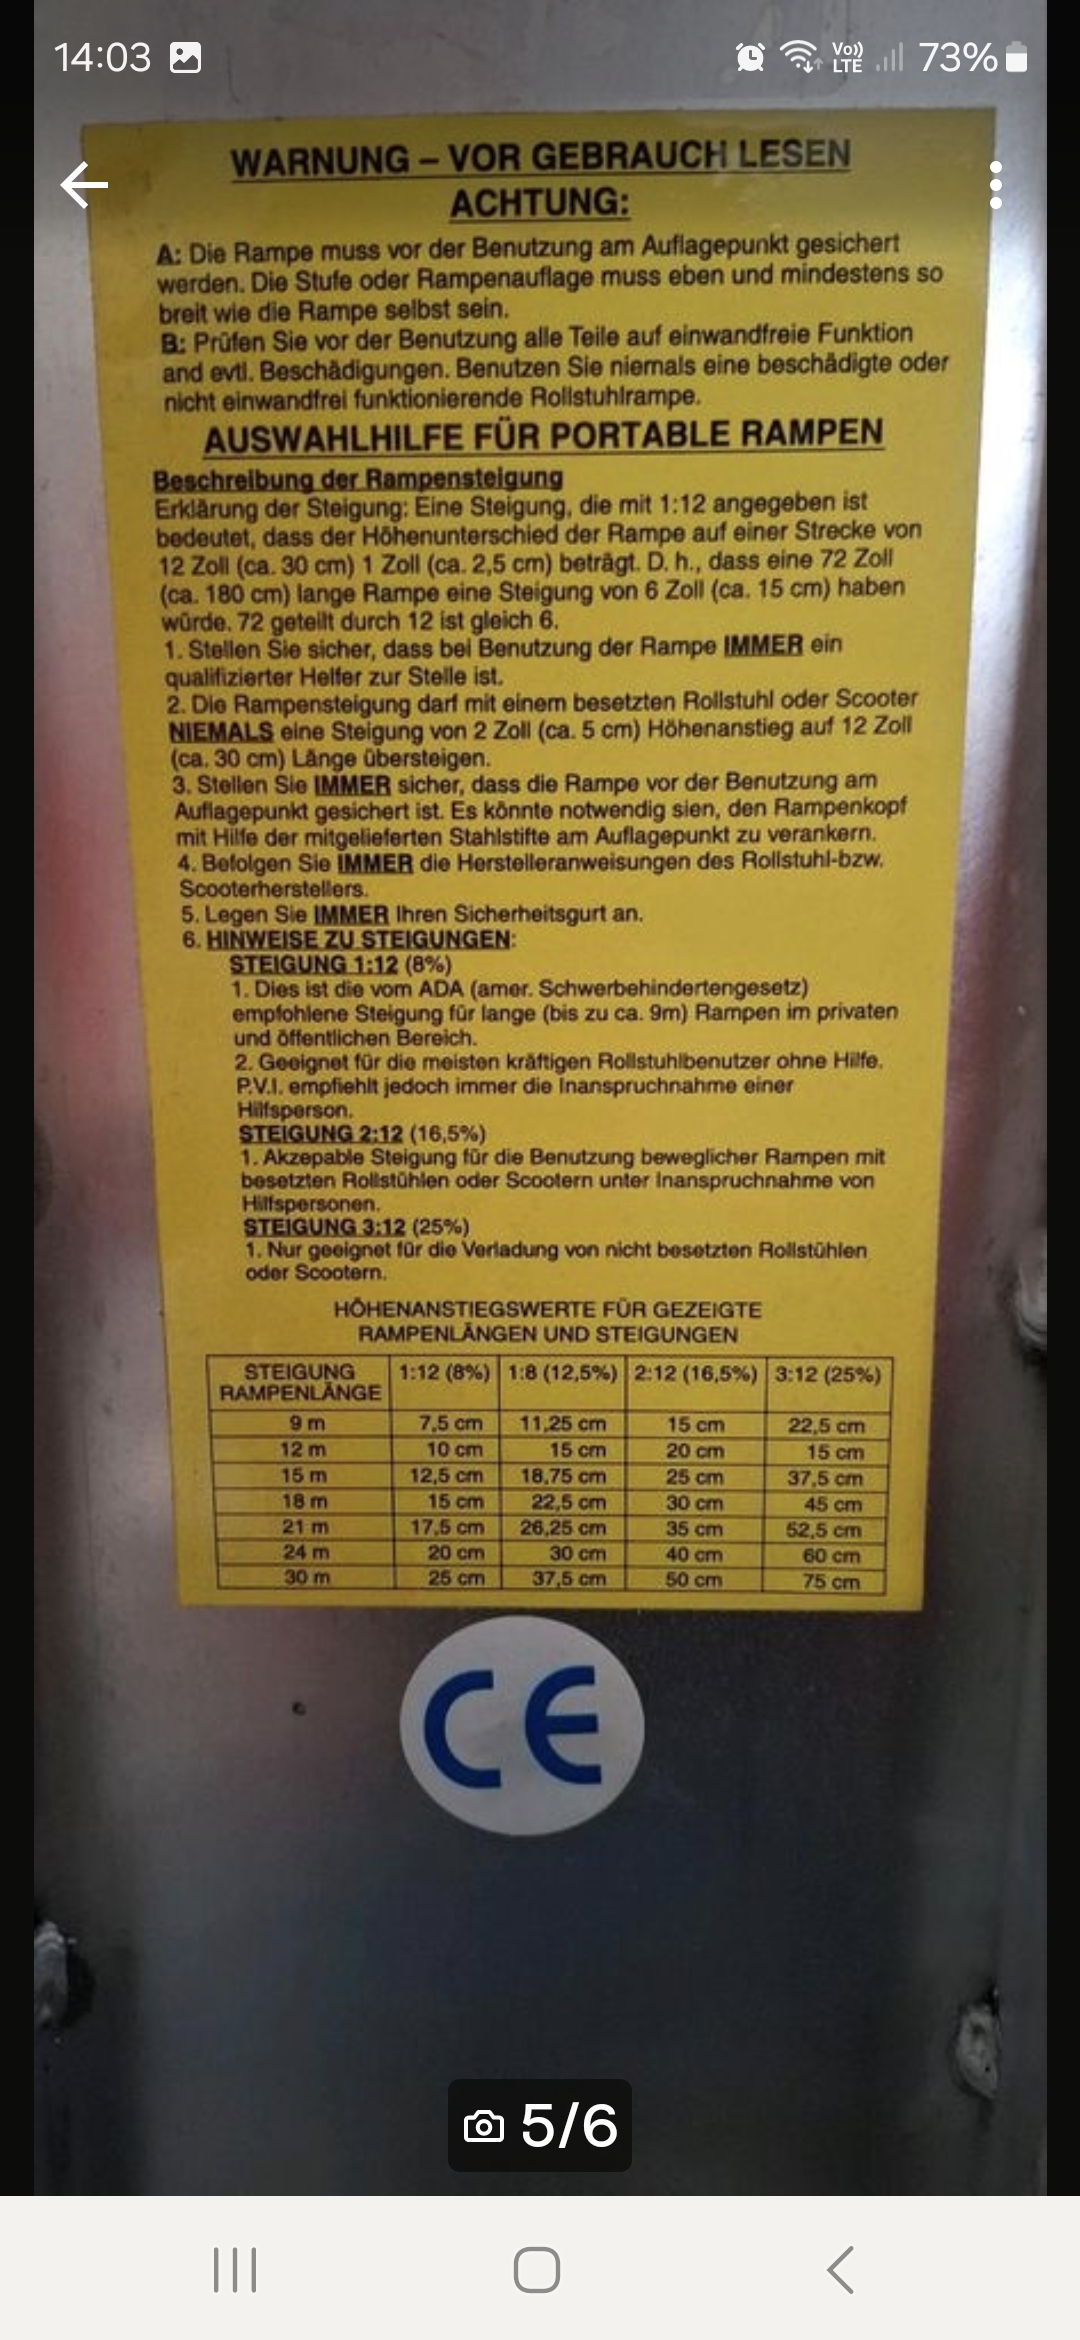 14:03
Vo))
LTE
73%
WARNUNG – VOR GEBRAUCH LESEN
ACHTUNG:
A: Die Rampe muss vor der Benutzung am Auflagepunkt gesichert
werden. Die Stufe oder Rampenauflage muss eben und mindestens so
breit wie die Rampe selbst sein.
B: Prüfen Sie vor der Benutzung alle Teile auf einwandfreie Funktion
and evtl. Beschädigungen. Benutzen Sie niemals eine beschädigte oder
nicht einwandfrei funktionierende Rollstuhlrampe.
AUSWAHLHILFE FÜR PORTABLE RAMPEN
Beschreibung der Rampensteigung
Erklärung der Steigung: Eine Steigung, die mit 1:12 angegeben ist
bedeutet, dass der Höhenunterschied der Rampe auf einer Strecke von
12 Zoll (ca. 30 cm) 1 Zoll (ca. 2,5 cm) beträgt. D. h., dass eine 72 Zoll
(ca. 180 cm) lange Rampe eine Steigung von 6 Zoll (ca. 15 cm) haben
würde. 72 geteilt durch 12 ist gleich 6.
1. Stellen Sie sicher, dass bei Benutzung der Rampe IMMER ein
qualifizierter Helfer zur Stelle ist.
2. Die Rampensteigung darf mit einem besetzten Rollstuhl oder Scooter
NIEMALS eine Steigung von 2 Zoll (ca. 5 cm) Höhenanstieg auf 12 Zoll
(ca. 30 cm) Länge übersteigen.
3. Stellen Sie IMMER sicher, dass die Rampe vor der Benutzung am
Auflagepunkt gesichert ist. Es könnte notwendig sien, den Rampenkopf
mit Hilfe der mitgelieferten Stahlstifte am Auflagepunkt zu verankern.
4. Befolgen Sie IMMER die Herstelleranweisungen des Rollstuhl-bzw.
Scooterherstellers.
5. Legen Sie IMMER Ihren Sicherheitsgurt an.
6. HINWEISE ZU STEIGUNGEN:
STEIGUNG 1:12 (8%)
1. Dies ist die vom ADA (amer. Schwerbehindertengesetz)
empfohlene Steigung für lange (bis zu ca. 9m) Rampen im privaten
und öffentlichen Bereich.
2. Geeignet für die meisten kräftigen Rollstuhlbenutzer ohne Hilfe.
P.V.I. empfiehlt jedoch immer die Inanspruchnahme einer
Hilfsperson.
STEIGUNG 2:12 (16,5%)
1. Akzepable Steigung für die Benutzung beweglicher Rampen mit
besetzten Rollstühlen oder Scootern unter Inanspruchnahme von
Hilfspersonen.
STEIGUNG 3:12 (25%)
1. Nur geeignet für die Verladung von nicht besetzten Rollstühlen
oder Scootern.
HÖHENANSTIEGSWERTE FÜR GEZEIGTE
RAMPENLÄNGEN UND STEIGUNGEN
STEIGUNG RAMPENLÄNGE 1:12 (8%) 1:8 (12,5%) 2:12 (16,5%) 3:12 (25%)
9 m 7,5 cm 11,25 cm 15 cm 22,5 cm
12 m 10 cm 15 cm 20 cm 15 cm
15 m 12,5 cm 18,75 cm 25 cm 37,5 cm
18 m 15 cm 22,5 cm 30 cm 45 cm
21 m 17,5 cm 26,25 cm 35 cm 52,5 cm
24 m 20 cm 30 cm 40 cm 60 cm
30 m 25 cm 37,5 cm 50 cm 75 cm
CE
5/6